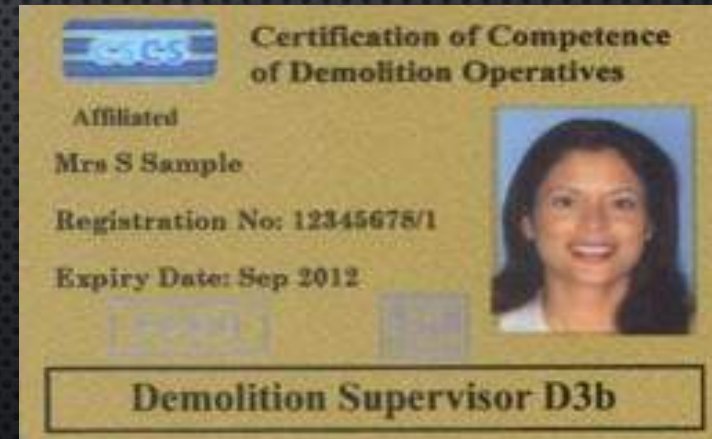 CSCS
Certification of Competence
of Demolition Operatives
Affiliated
Mrs S Sample
Registration No: 12345678/1
Expiry Date: Sep 2012
Demolition Supervisor D3b